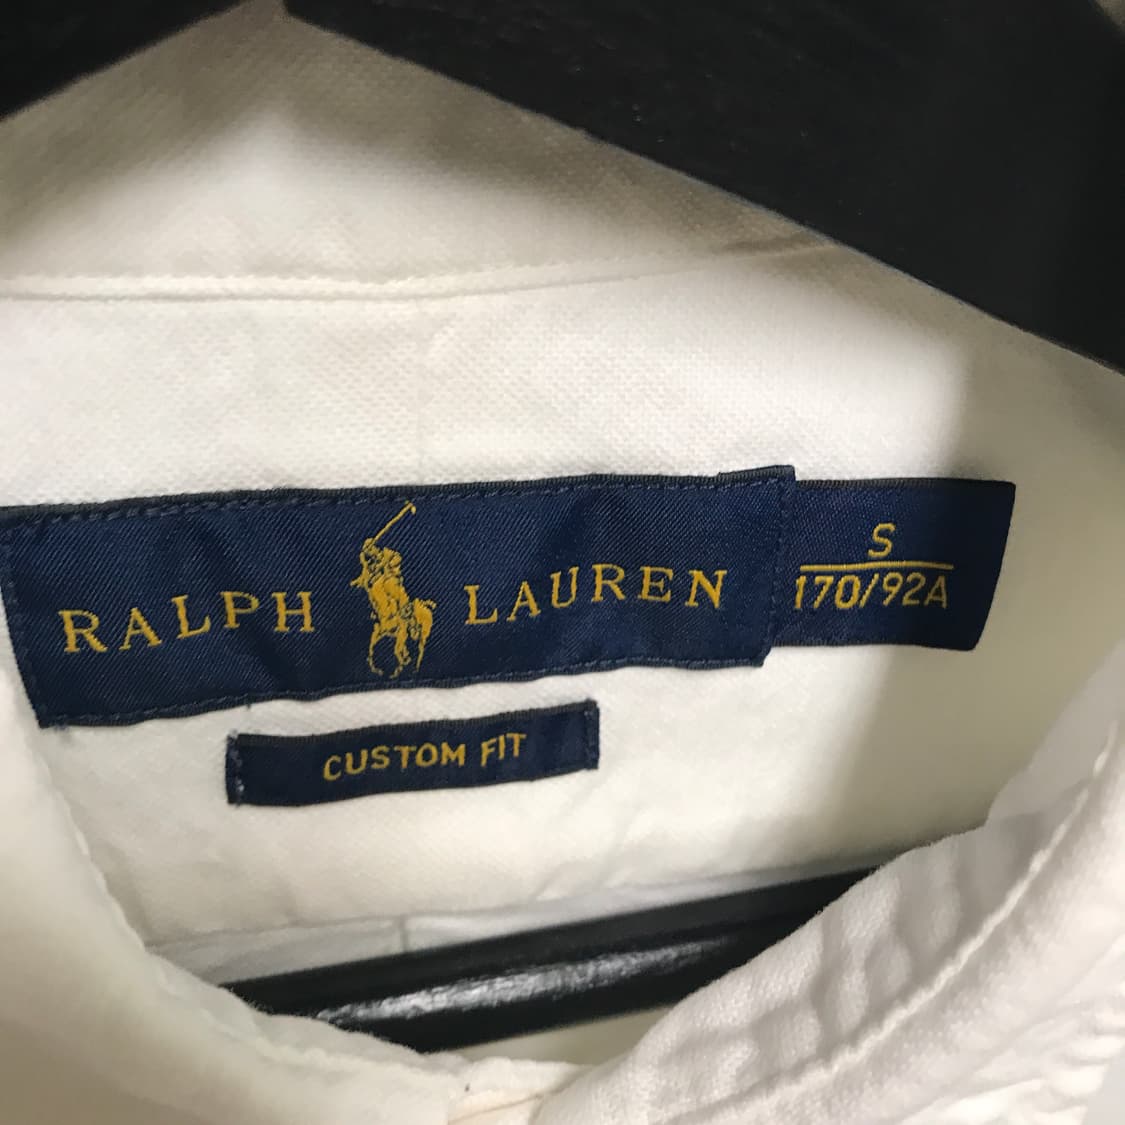 RALPH LAUREN
S
170/92A
CUSTOM FIT